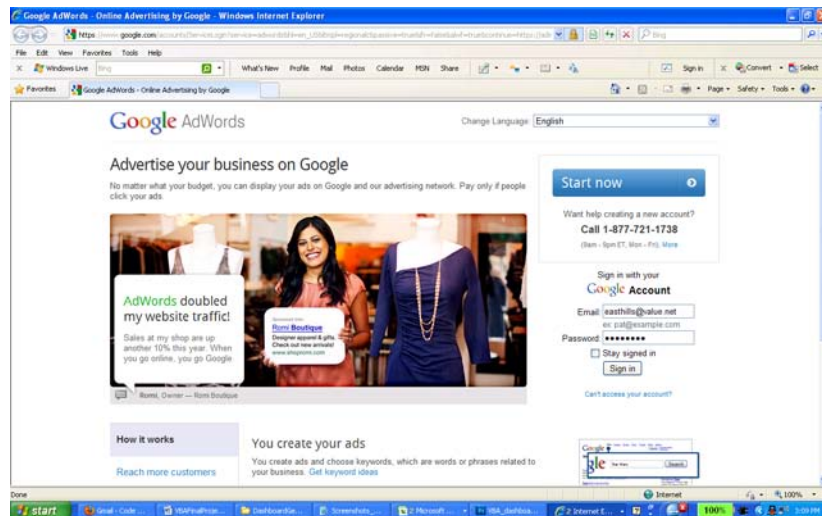 Google AdWords - Online Advertising by Google - Windows Internet Explorer
File Edit View Favorites Tools Help
Windows Live Bing What's New Profile Mail Photos Calendar MSN Share Sign in Convert Select
Favorites Google AdWords - Online Advertising by Google Page Safety Tools
Google AdWords
Change Language: English
Advertise your business on Google
No matter what your budget, you can display your ads on Google and our advertising network. Pay only if people
click your ads.
AdWords doubled
my website traffic!
Sales at my shop are up
another 10% this year. When
you go online, you go Google
Romi Boutique
Designer apparel & gifts.
Check out new arrivals!
www.shopromi.com
Romi, Owner — Romi Boutique
Start now
Want help creating a new account?
Call 1-877-721-1738
(9am - 9pm ET, Mon - Fri), More
Sign in with your
Google Account
Email: easthills@value.net
ex: pat@example.com
Password: ••••••••
Stay signed in
Sign in
Can't access your account?
How it works
Reach more customers
You create your ads
You create ads and choose keywords, which are words or phrases related to
your business. Get keyword ideas
Google
Search
Done Internet 100%
start Gmail - Code ... 2 Microsoft ... 2 Internet E... 100% 3:09 PM